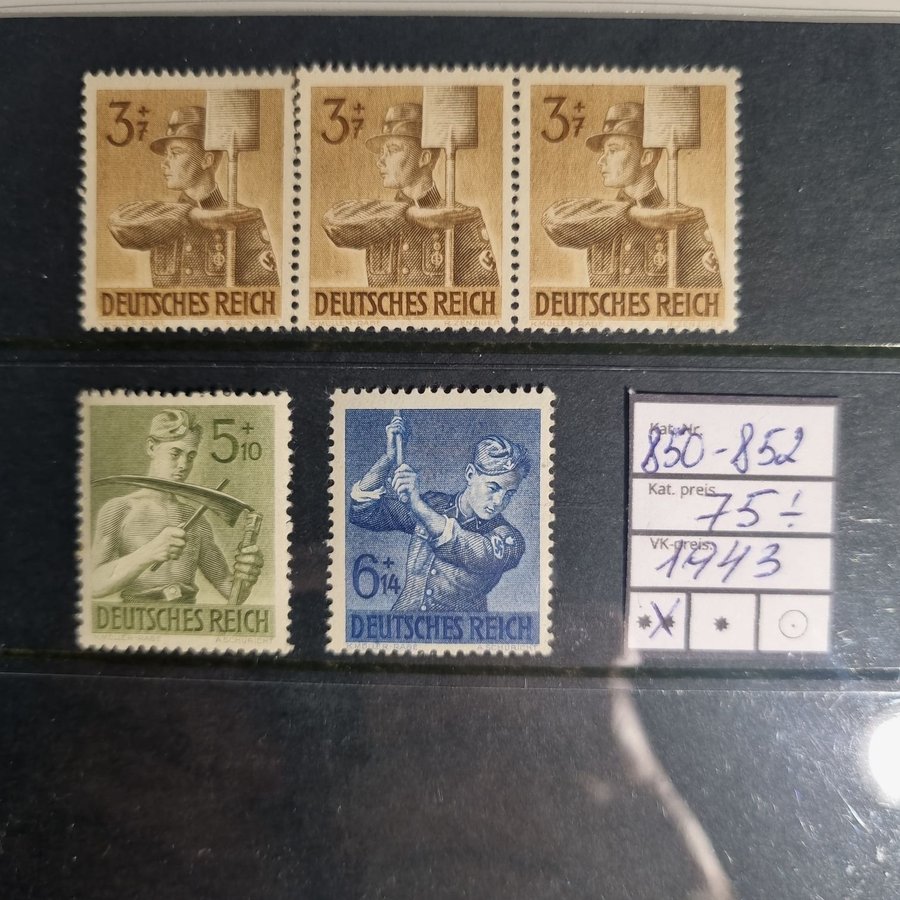 3+7 3+7 3+7
DEUTSCHES REICH DEUTSCHES REICH DEUTSCHES REICH
5+10
6+14
DEUTSCHES REICH DEUTSCHES REICH
Kat. Nr.
850-852
Kat. preis
75÷
VK-preis:
1943